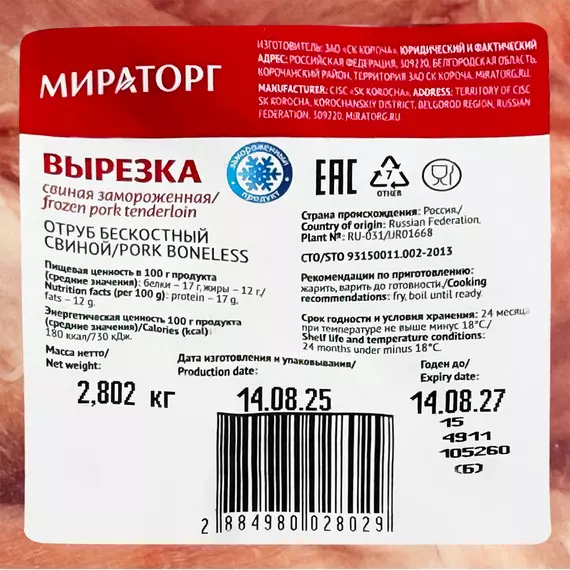 МИРАТОРГ
ИЗГОТОВИТЕЛЬ: ЗАО «СК КОРОЧА». ЮРИДИЧЕСКИЙ И ФАКТИЧЕСКИЙ
АДРЕС: РОССИЙСКАЯ ФЕДЕРАЦИЯ, 309220, БЕЛГОРОДСКАЯ ОБЛАСТЬ,
КОРОЧАНСКИЙ РАЙОН, ТЕРРИТОРИЯ ЗАО СК КОРОЧА. MIRATORG.RU.
MANUFACTURER: CJSC «SK KOROCHA». ADDRESS: TERRITORY OF CJSC
SK KOROCHA, KOROCHANSKIY DISTRICT, BELGOROD REGION, RUSSIAN
FEDERATION, 309220. MIRATORG.RU
ВЫРЕЗКА
свиная замороженная/
frozen pork tenderloin
замороженный
продукт
EAC
7
OTHER
ОТРУБ БЕСКОСТНЫЙ
СВИНОЙ/PORK BONELESS
Пищевая ценность в 100 г продукта
(средние значения): белки – 17 г, жиры – 12 г./
Nutrition facts (per 100 g): protein – 17 g,
fats – 12 g.
Энергетическая ценность 100 г продукта
(средние значения)/Calories (kcal):
180 ккал/730 кДж.
Страна происхождения: Россия/
Country of origin: Russian Federation.
Plant №: RU-031/UR01668
СТО/STO 93150011.002-2013
Рекомендации по приготовлению:
жарить, варить до готовности./Cooking
recommendations: fry, boil until ready.
Срок годности и условия хранения: 24 месяца
при температуре не выше минус 18°C./
Shelf life and temperature conditions:
24 months under minus 18°C.
Масса нетто/
Net weight:
2,802 кг
Дата изготовления и упаковывания/
Production date:
14.08.25
Годен до/
Expiry date:
14.08.27
15
4911
105260
(Б)
2 884980 028029